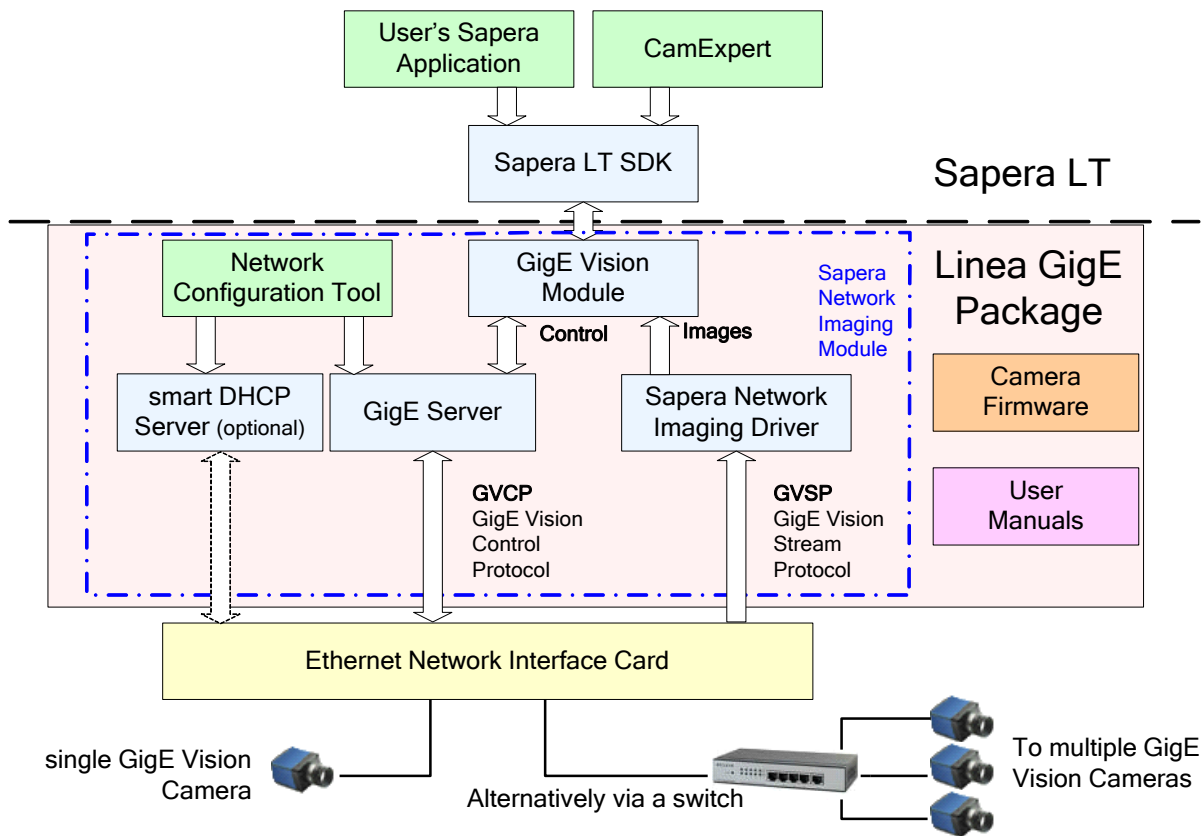 User's Sapera
Application
CamExpert
Sapera LT SDK
Sapera LT
Network
Configuration Tool
GigE Vision
Module
Sapera
Network
Imaging
Module
Linea GigE
Package
Control
Images
smart DHCP
Server (optional)
GigE Server
Sapera Network
Imaging Driver
Camera
Firmware
GVCP
GigE Vision
Control
Protocol
GVSP
GigE Vision
Stream
Protocol
User
Manuals
Ethernet Network Interface Card
single GigE Vision
Camera
Alternatively via a switch
To multiple GigE
Vision Cameras